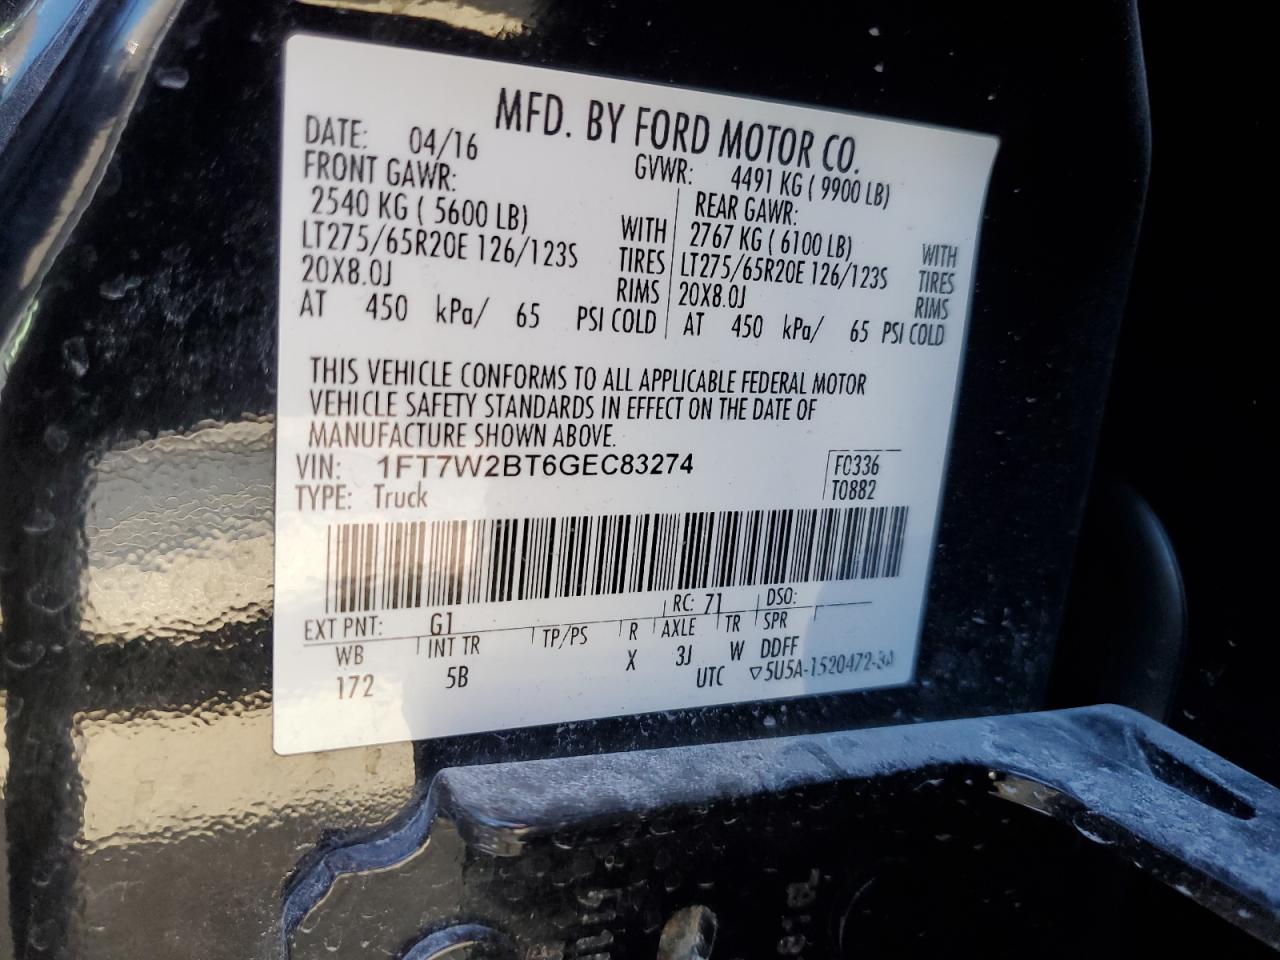 MFD. BY FORD MOTOR CO.
DATE: 04/16 GVWR: 4491 KG ( 9900 LB)
FRONT GAWR: REAR GAWR:
2540 KG ( 5600 LB) WITH 2767 KG ( 6100 LB) WITH
LT275/65R20E 126/123S TIRES LT275/65R20E 126/123S TIRES
20X8.0J RIMS 20X8.0J RIMS
AT 450 kPa/ 65 PSI COLD AT 450 kPa/ 65 PSI COLD
THIS VEHICLE CONFORMS TO ALL APPLICABLE FEDERAL MOTOR
VEHICLE SAFETY STANDARDS IN EFFECT ON THE DATE OF
MANUFACTURE SHOWN ABOVE.
VIN: 1FT7W2BT6GEC83274 F0336
TYPE: Truck T0882
EXT PNT: G1 RC: 71 DSO:
WB INT TR TP/PS R AXLE TR SPR
172 5B X 3J W DDFF
UTC ▽5U5A-1520472-